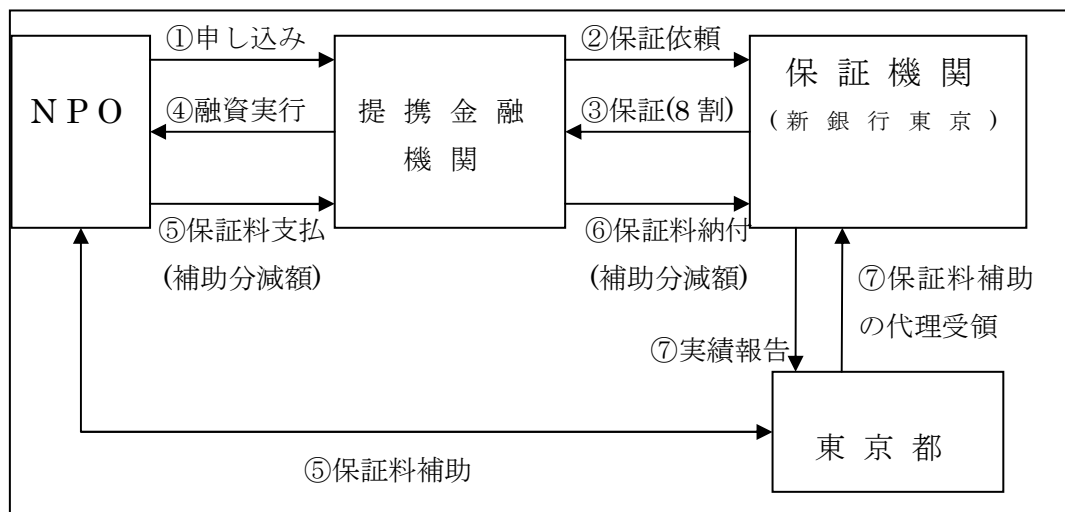 ①申し込み
②保証依頼
NPO
④融資実行
提携金融
機関
③保証(8割)
保証機関
(新銀行東京)
⑤保証料支払
(補助分減額)
⑥保証料納付
(補助分減額)
⑦保証料補助
の代理受領
⑦実績報告
東京都
⑤保証料補助